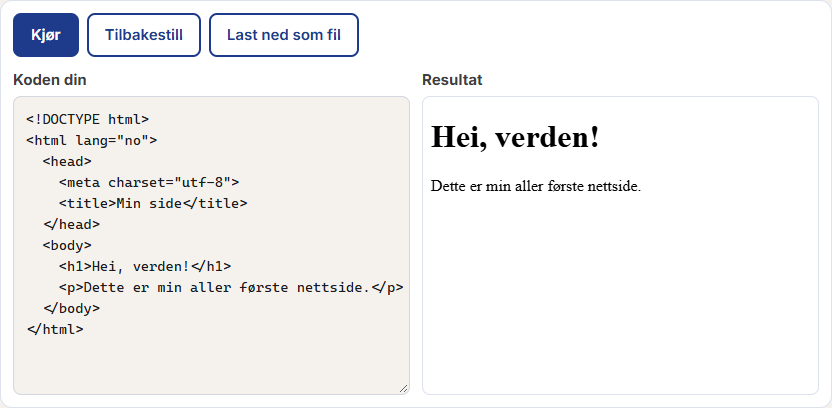 Kjør Tilbakestill Last ned som fil
Koden din
<!DOCTYPE html>
<html lang="no">
  <head>
    <meta charset="utf-8">
    <title>Min side</title>
  </head>
  <body>
    <h1>Hei, verden!</h1>
    <p>Dette er min aller første nettside.</p>
  </body>
</html>
Resultat
Hei, verden!
Dette er min aller første nettside.